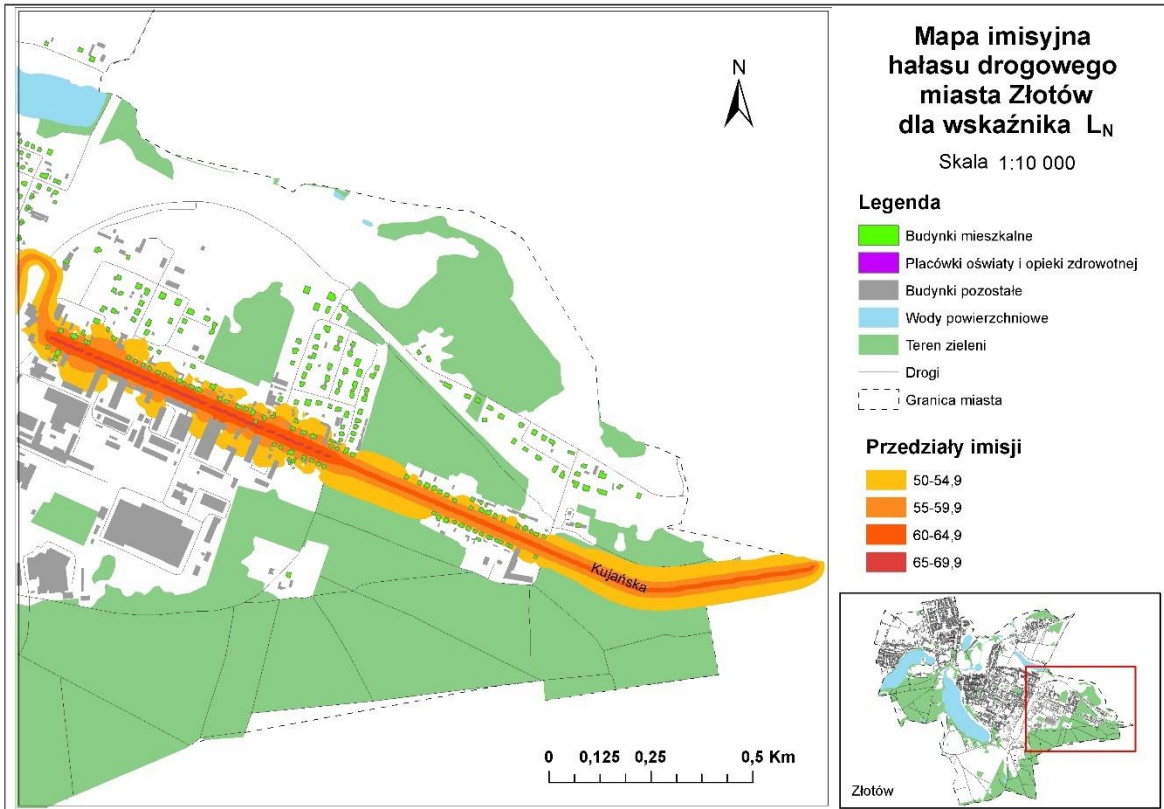 Mapa imisyjna
hałasu drogowego
miasta Złotów
dla wskaźnika LN
Skala 1:10 000
Legenda
Budynki mieszkalne
Placówki oświaty i opieki zdrowotnej
Budynki pozostałe
Wody powierzchniowe
Teren zieleni
Drogi
Granica miasta
Przedziały imisji
50-54,9
55-59,9
60-64,9
65-69,9
N
Kujańska
0 0,125 0,25 0,5 Km
Złotów